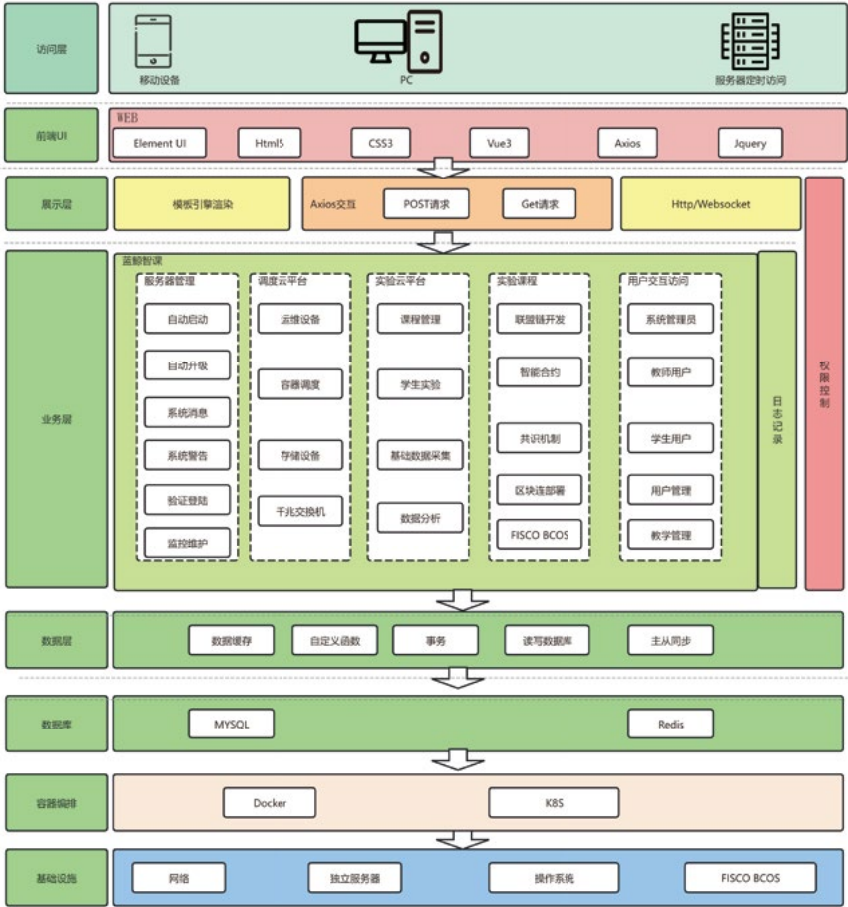 访问层
移动设备
PC
服务器定时访问
前端UI
WEB
Element UI
Html5
CSS3
Vue3
Axios
Jquery
展示层
模板引擎渲染
Axios交互
POST请求
Get请求
Http/Websocket
权限控制
业务层
蓝鲸智课
服务器管理
自动启动
自动升级
系统消息
系统警告
验证登陆
监控维护
调度云平台
运维设备
容器调度
存储设备
千兆交换机
实验云平台
课程管理
学生实验
基础数据采集
数据分析
实验课程
联盟链开发
智能合约
共识机制
区块连部署
FISCO BCOS
用户交互访问
系统管理员
教师用户
学生用户
用户管理
教学管理
日志记录
数据层
数据缓存
自定义函数
事务
读写数据库
主从同步
数据库
MYSQL
Redis
容器编排
Docker
K8S
基础设施
网络
独立服务器
操作系统
FISCO BCOS